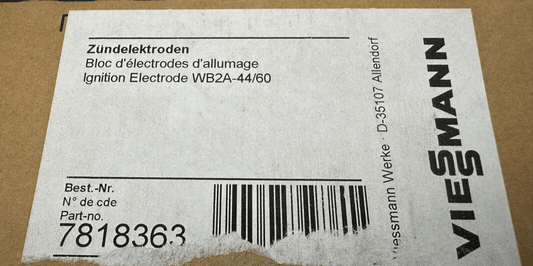 Zündelektroden
Bloc d'électrodes d'allumage
Ignition Electrode WB2A-44/60
Best.-Nr.
N° de cde
Part-no.
7818363
Werke · D-35107 Allendorf
VIESSMANN